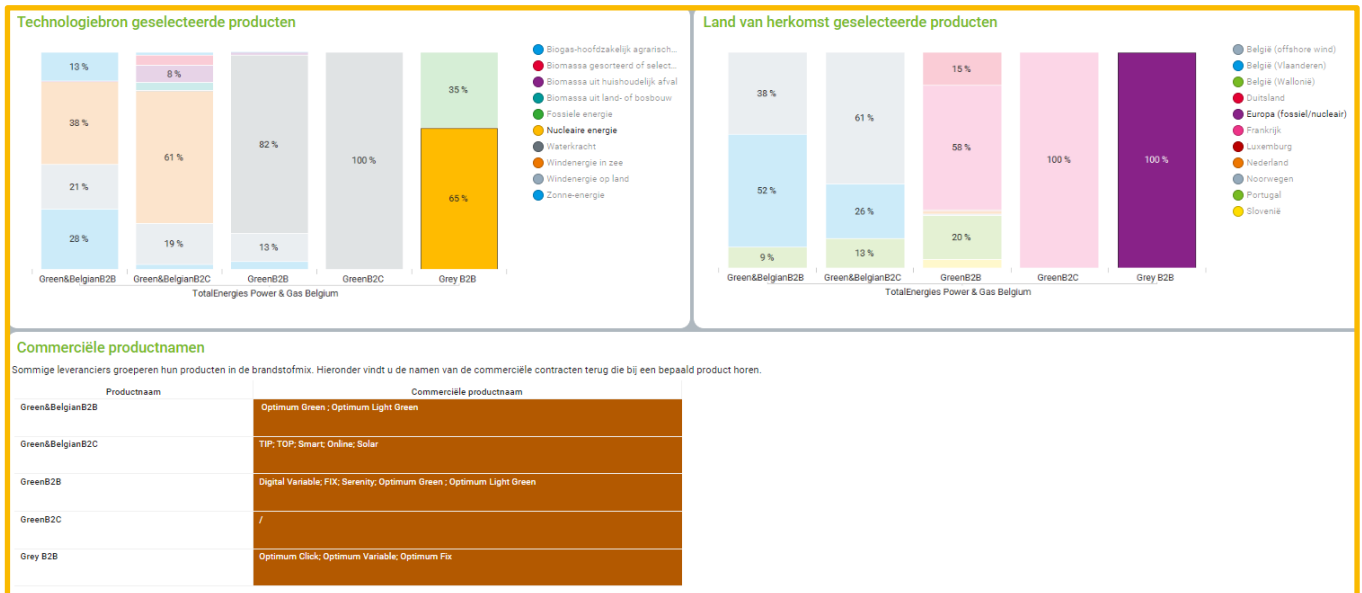 Technologiebron geselecteerde producten
13 %
38 %
21 %
28 %
8 %
61 %
19 %
82 %
13 %
100 %
35 %
65 %
Green&BelgianB2B
Green&BelgianB2C
GreenB2B
GreenB2C
Grey B2B
TotalEnergies Power & Gas Belgium
Biogas-hoofdzakelijk agrarisch...
Biomassa gesorteerd of select...
Biomassa uit huishoudelijk afval
Biomassa uit land- of bosbouw
Fossiele energie
Nucleaire energie
Waterkracht
Windenergie in zee
Windenergie op land
Zonne-energie
Land van herkomst geselecteerde producten
38 %
52 %
9 %
61 %
26 %
13 %
15 %
58 %
20 %
100 %
100 %
Green&BelgianB2B
Green&BelgianB2C
GreenB2B
GreenB2C
Grey B2B
TotalEnergies Power & Gas Belgium
België (offshore wind)
België (Vlaanderen)
België (Wallonië)
Duitsland
Europa (fossiel/nucleair)
Frankrijk
Luxemburg
Nederland
Noorwegen
Portugal
Slovenië
Commerciële productnamen
Sommige leveranciers groeperen hun producten in de brandstofmix. Hieronder vindt u de namen van de commerciële contracten terug die bij een bepaald product horen.
Productnaam Commerciële productnaam
Green&BelgianB2B Optimum Green ; Optimum Light Green
Green&BelgianB2C TIP; TOP; Smart; Online; Solar
GreenB2B Digital Variable; FIX; Serenity; Optimum Green ; Optimum Light Green
GreenB2C /
Grey B2B Optimum Click; Optimum Variable; Optimum Fix